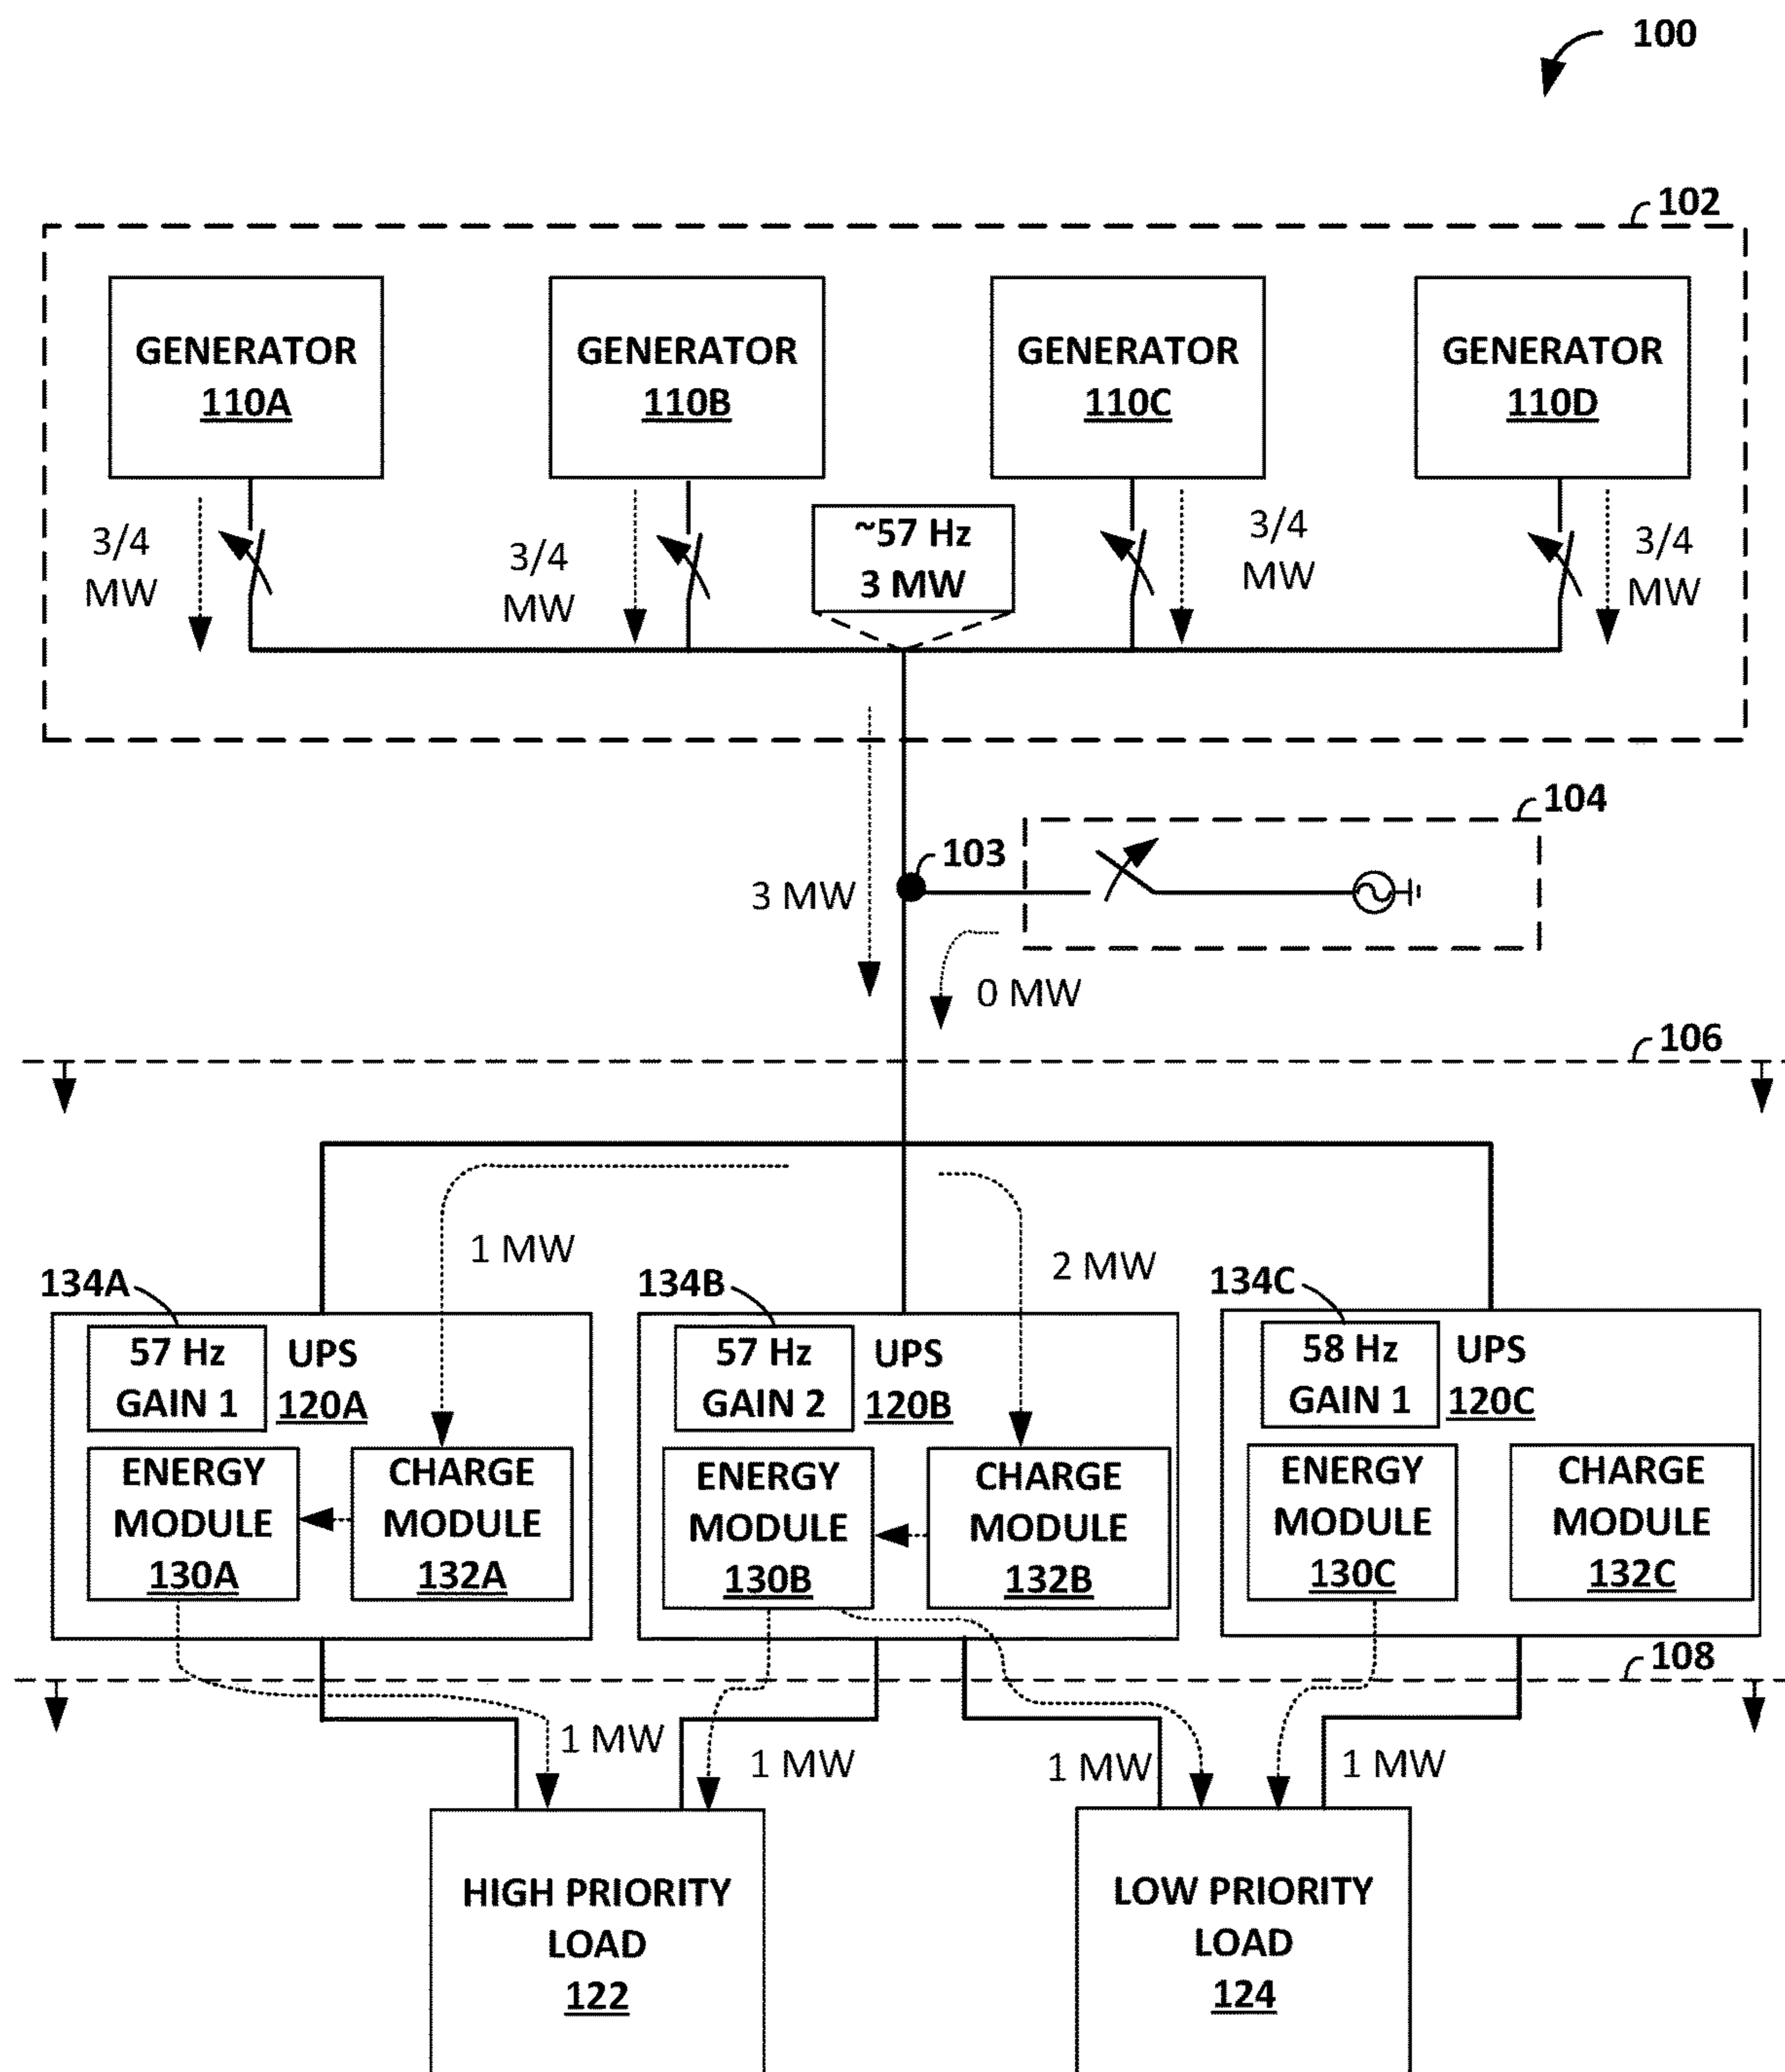 100
102
GENERATOR
110A
GENERATOR
110B
GENERATOR
110C
GENERATOR
110D
3/4
MW
3/4
MW
~57 Hz
3 MW
3/4
MW
3/4
MW
104
103
3 MW
0 MW
106
1 MW
2 MW
134A
134B
134C
57 Hz
GAIN 1
UPS
120A
ENERGY
MODULE
130A
CHARGE
MODULE
132A
57 Hz
GAIN 2
UPS
120B
ENERGY
MODULE
130B
CHARGE
MODULE
132B
58 Hz
GAIN 1
UPS
120C
ENERGY
MODULE
130C
CHARGE
MODULE
132C
108
1 MW
1 MW
1 MW
1 MW
HIGH PRIORITY
LOAD
122
LOW PRIORITY
LOAD
124